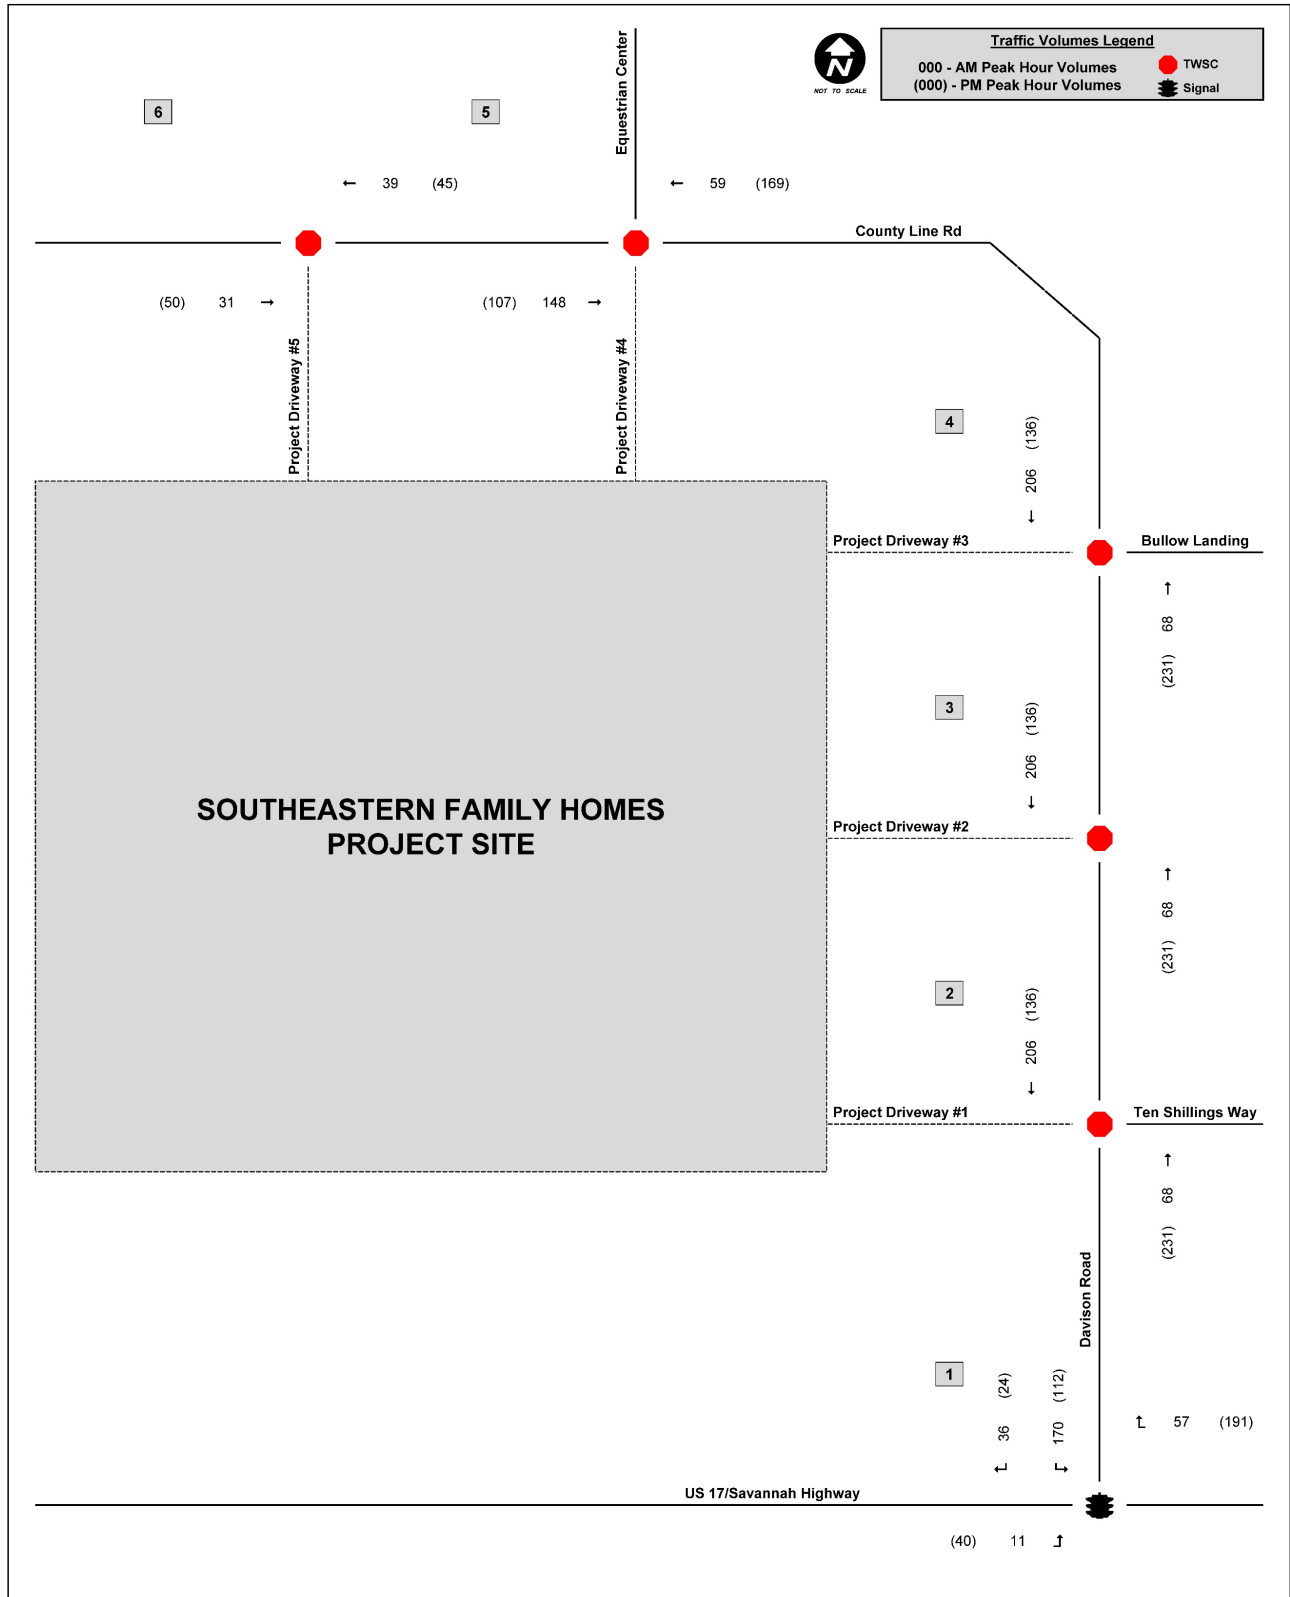 Traffic Volumes Legend
000 - AM Peak Hour Volumes
(000) - PM Peak Hour Volumes
TWSC
Signal
N
NOT TO SCALE
6
5
Equestrian Center
← 39 (45)
← 59 (169)
County Line Rd
(50) 31 →
(107) 148 →
Project Driveway #5
Project Driveway #4
4
← 206 (136)
Project Driveway #3
Bullow Landing
(231) 68 →
3
← 206 (136)
SOUTHEASTERN FAMILY HOMES
PROJECT SITE
Project Driveway #2
(231) 68 →
2
← 206 (136)
Project Driveway #1
Ten Shillings Way
(231) 68 →
Davison Road
1
36 (24)
170 (112)
57 (191)
US 17/Savannah Highway
(40) 11